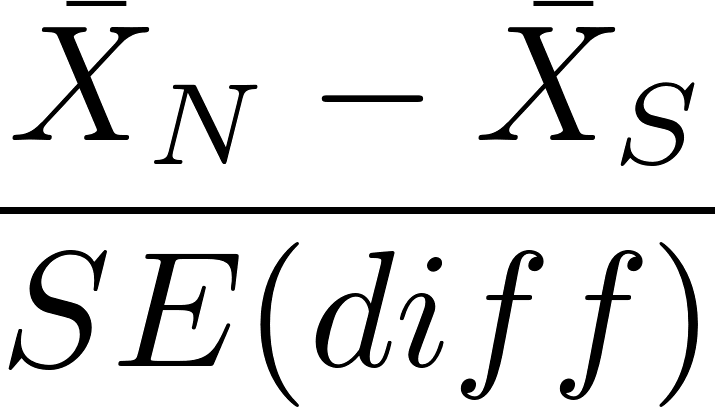 X̄_N − X̄_S
SE(diff)